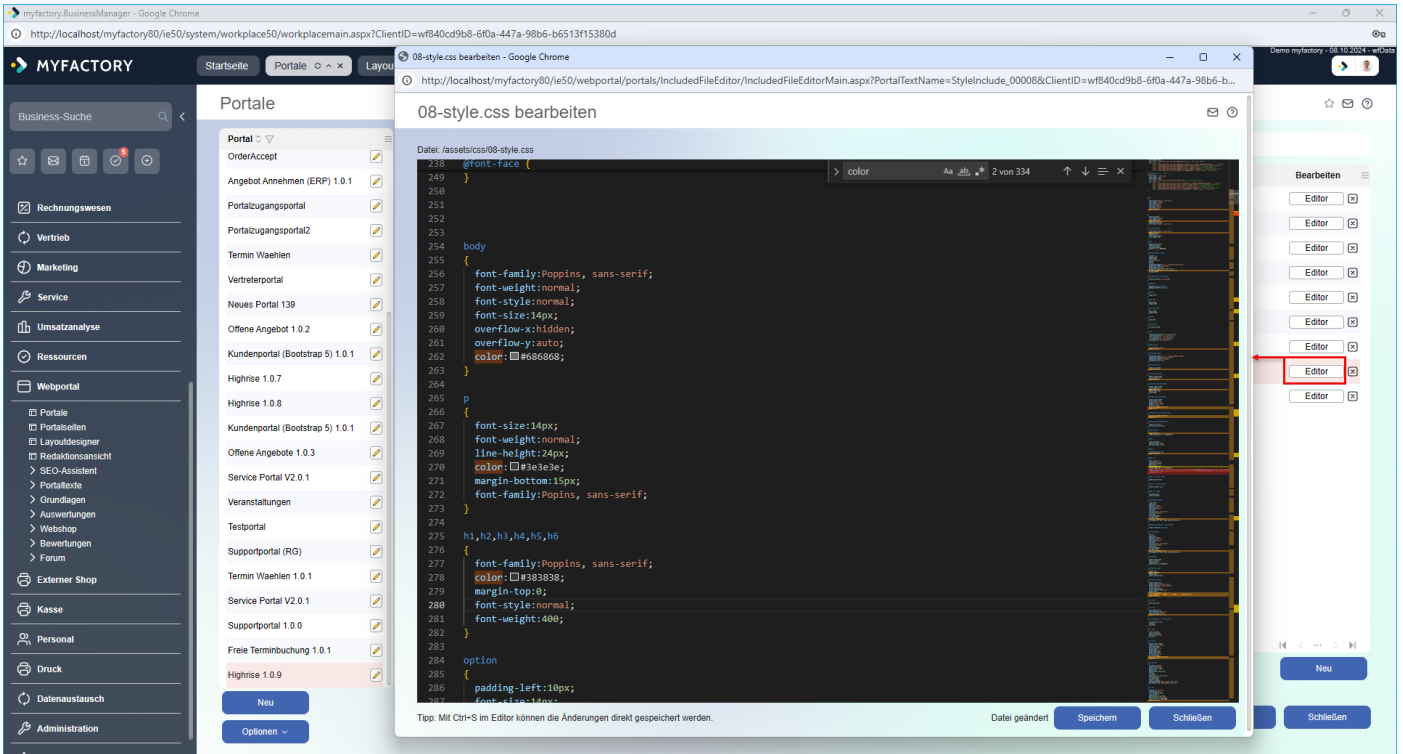 myfactory.BusinessManager - Google Chrome
http://localhost/myfactory80/ie50/system/workplace50/workplacemain.aspx?ClientID=wf840cd9b8-6f0a-447a-98b6-b6513f15380d
MYFACTORY
Startseite
Portale
Layou
Demo myfactory - 08.10.2024 - wfData
Business-Suche
5
Rechnungswesen
Vertrieb
Marketing
Service
Umsatzanalyse
Ressourcen
Webportal
Portale
Portalseiten
Layoutdesigner
Redaktionsansicht
SEO-Assistent
Portaltexte
Grundlagen
Auswertungen
Webshop
Bewertungen
Forum
Externer Shop
Kasse
Personal
Druck
Datenaustausch
Administration
Portale
Portal
OrderAccept
Angebot Annehmen (ERP) 1.0.1
Portalzugangsportal
Portalzugangsportal2
Termin Waehlen
Vertreterportal
Neues Portal 139
Offene Angebot 1.0.2
Kundenportal (Bootstrap 5) 1.0.1
Highrise 1.0.7
Highrise 1.0.8
Kundenportal (Bootstrap 5) 1.0.1
Offene Angebote 1.0.3
Service Portal V2.0.1
Veranstaltungen
Testportal
Supportportal (RG)
Termin Waehlen 1.0.1
Service Portal V2.0.1
Supportportal 1.0.0
Freie Terminbuchung 1.0.1
Highrise 1.0.9
Neu
Optionen
08-style.css bearbeiten - Google Chrome
http://localhost/myfactory80/ie50/webportal/portals/IncludedFileEditor/IncludedFileEditorMain.aspx?PortalTextName=StyleInclude_00008&ClientID=wf840cd9b8-6f0a-447a-98b6-b...
08-style.css bearbeiten
Datei: /assets/css/08-style.css
color Aa ab .* 2 von 334
238 @font-face {
249 }
250
251
252
253
254 body
255 {
256 font-family:Poppins, sans-serif;
257 font-weight:normal;
258 font-style:normal;
259 font-size:14px;
260 overflow-x:hidden;
261 overflow-y:auto;
262 color:#686868;
263 }
264
265 p
266 {
267 font-size:14px;
268 font-weight:normal;
269 line-height:24px;
270 color:#3e3e3e;
271 margin-bottom:15px;
272 font-family:Popins, sans-serif;
273 }
274
275 h1,h2,h3,h4,h5,h6
276 {
277 font-family:Poppins, sans-serif;
278 color:#383838;
279 margin-top:0;
280 font-style:normal;
281 font-weight:400;
282 }
283
284 option
285 {
286 padding-left:10px;
287 font-size:14px;
Tipp: Mit Ctrl+S im Editor können die Änderungen direkt gespeichert werden.
Datei geändert
Speichern
Schließen
Bearbeiten
Editor
Editor
Editor
Editor
Editor
Editor
Editor
Editor
Editor
Neu
Schließen